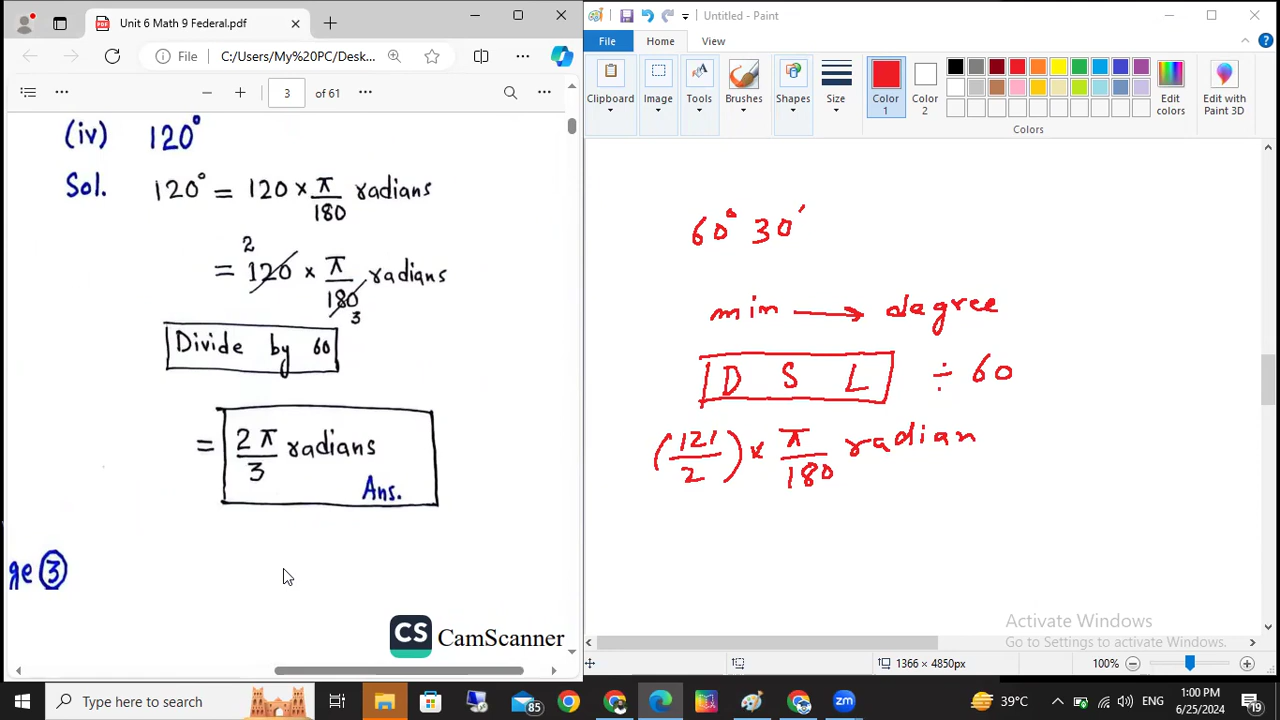 Unit 6 Math 9 Federal.pdf
File C:/Users/My%20PC/Desk...
3 of 61
(iv) 120°
Sol. 120° = 120 × π/180 radians
2
= 120 × π/180 radians
3
Divide by 60
= 2π/3 radians
Ans.
ge ③
CS CamScanner
Untitled - Paint
File Home View
Clipboard Image Tools Brushes Shapes Size Color 1 Color 2 Edit colors Edit with Paint 3D
Colors
60° 30′
min → degree
D S L ÷ 60
(121/2) × π/180 radian
Activate Windows
Go to Settings to activate Windows.
1366 × 4850px 100%
Type here to search
85
39°C ENG 1:00 PM
6/25/2024 19
zm